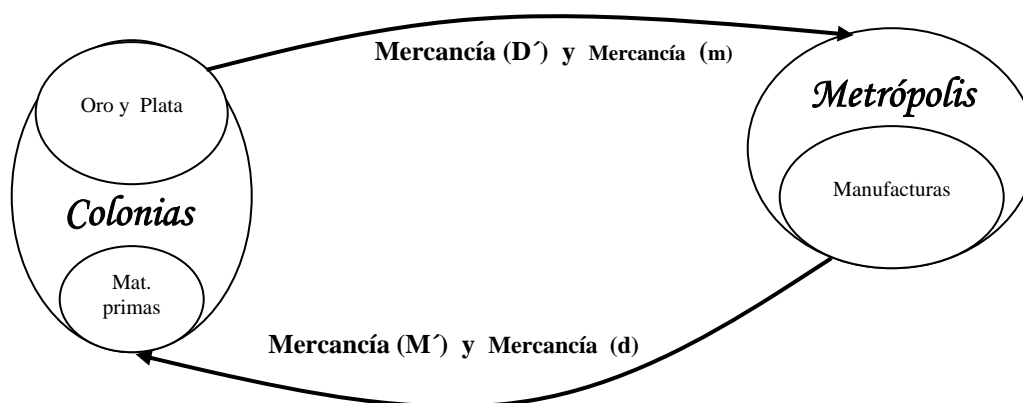 Mercancía (D´) y Mercancía (m)
Oro y Plata
Metrópolis
Manufacturas
Colonias
Mat.
primas
Mercancía (M´) y Mercancía (d)